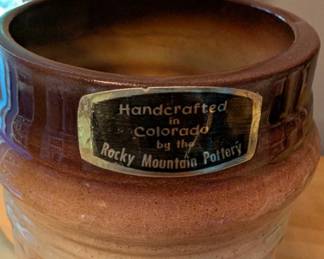 Handcrafted
in
Colorado
by the
Rocky Mountain Pottery